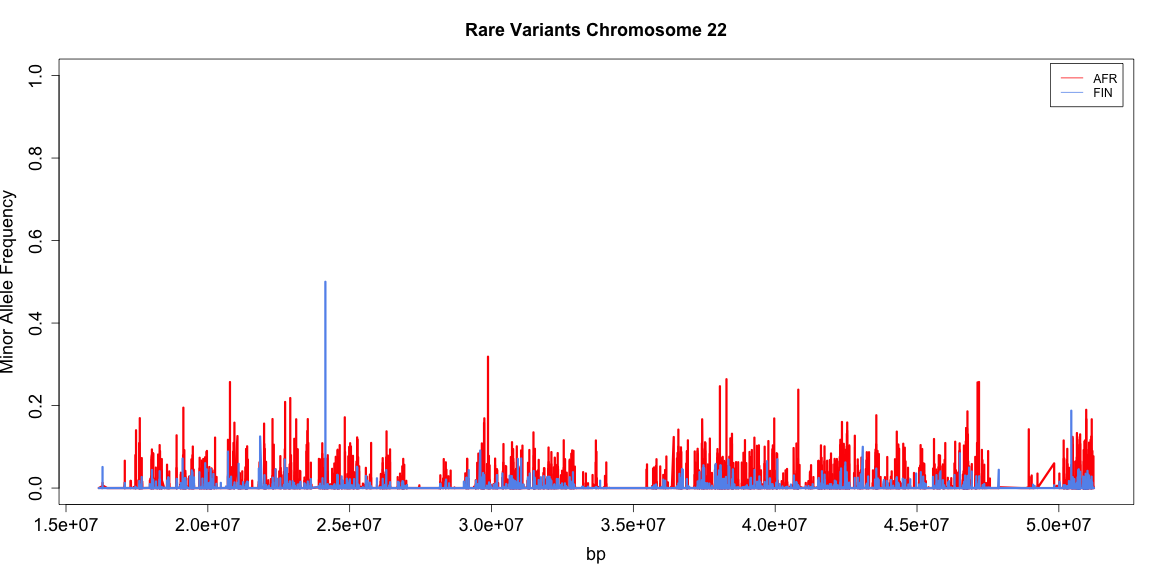 Rare Variants Chromosome 22
AFR
FIN
Minor Allele Frequency
1.0
0.8
0.6
0.4
0.2
0.0
1.5e+07 2.0e+07 2.5e+07 3.0e+07 3.5e+07 4.0e+07 4.5e+07 5.0e+07
bp